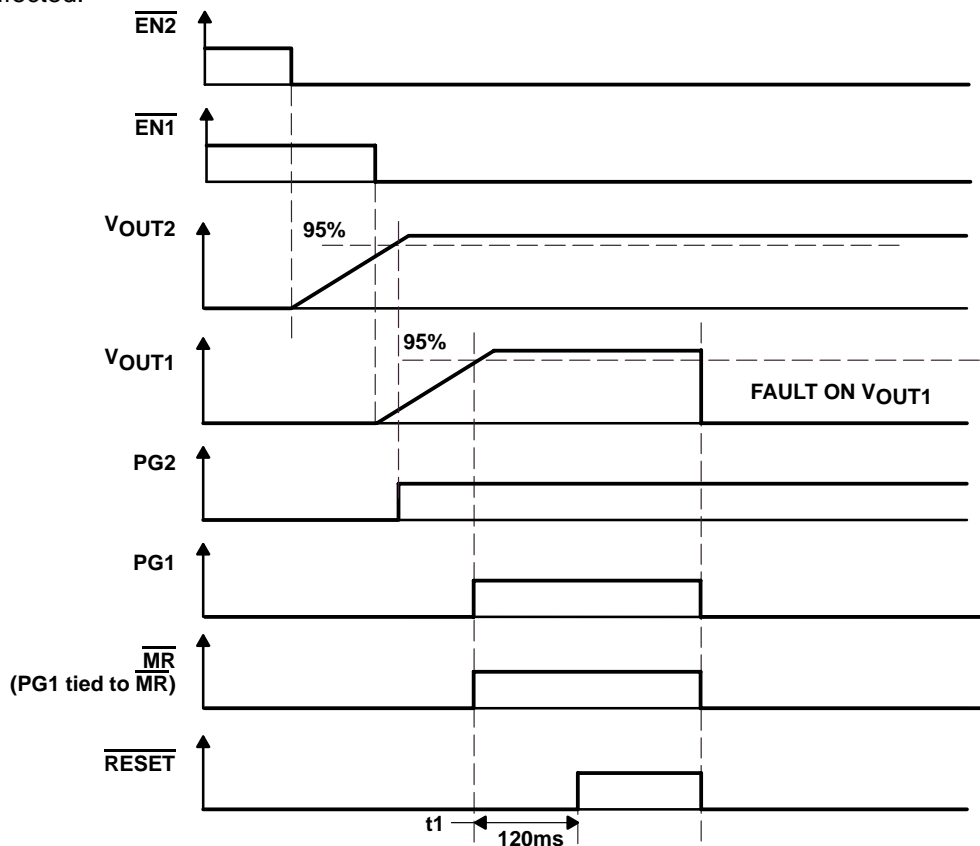 EN2
EN1
VOUT2
95%
VOUT1
95%
FAULT ON VOUT1
PG2
PG1
MR
(PG1 tied to MR)
RESET
t1
120ms